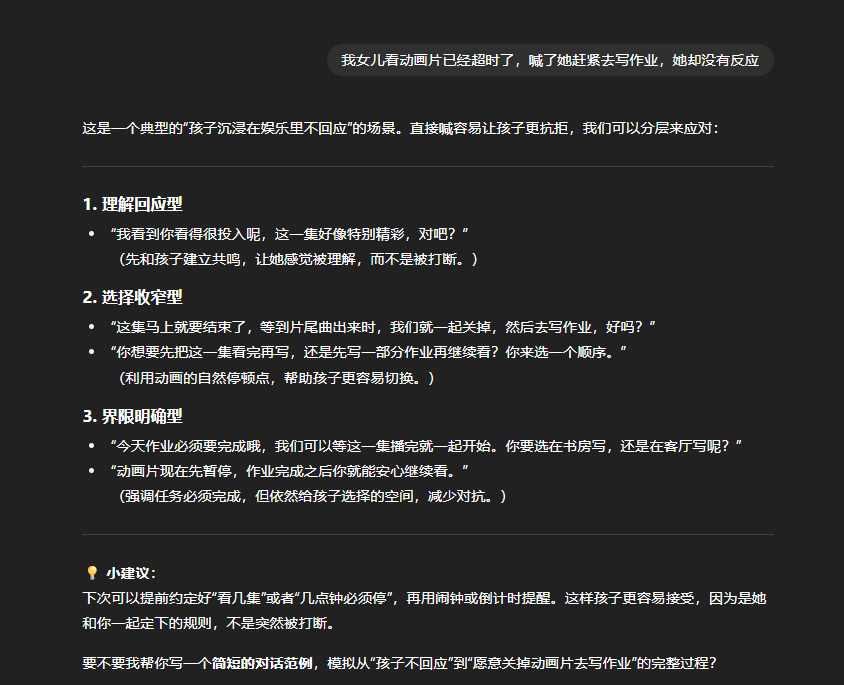 我女儿看动画片已经超时了，喊了她赶紧去写作业，她却没有反应
这是一个典型的“孩子沉浸在娱乐里不回应”的场景。直接喊容易让孩子更抗拒，我们可以分层来应对：
1. 理解回应型
• “我看到你看得很投入呢，这一集好像特别精彩，对吧？”
（先和孩子建立共鸣，让她感觉被理解，而不是被打断。）
2. 选择收窄型
• “这集马上就要结束了，等到片尾曲出来时，我们就一起关掉，然后去写作业，好吗？”
• “你想要先把这一集看完再写，还是先写一部分作业再继续看？你来选一个顺序。”
（利用动画的自然停顿点，帮助孩子更容易切换。）
3. 界限明确型
• “今天作业必须要完成哦，我们可以等这一集播完就一起开始。你要选在书房写，还是在客厅写呢？”
• “动画片现在先暂停，作业完成之后你就能安心继续看。”
（强调任务必须完成，但依然给孩子选择的空间，减少对抗。）
💡 小建议：
下次可以提前约定好“看几集”或者“几点钟必须停”，再用闹钟或倒计时提醒。这样孩子更容易接受，因为是她
和你一起定下的规则，不是突然被打断。
要不要我帮你写一个简短的对话范例，模拟从“孩子不回应”到“愿意关掉动画片去写作业”的完整过程？